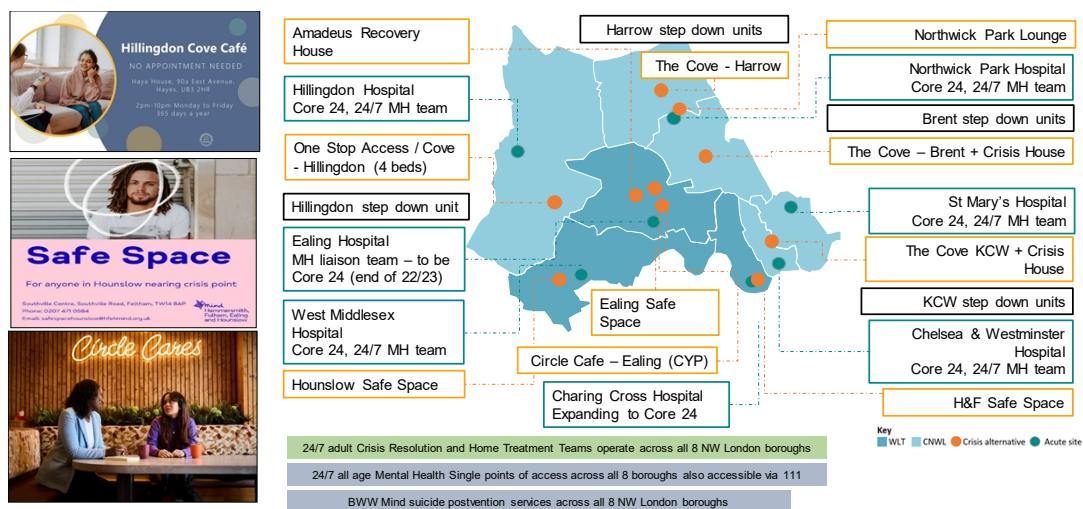 Hillingdon Cove Café
NO APPOINTMENT NEEDED
Haya House, 90a East Avenue,
Hayes, UB3 2HR
2pm-10pm Monday to Friday
365 days a year
Safe Space
For anyone in Hounslow nearing crisis point
Southville Centre, Southville Road, Feltham, TW14 8AP
Phone: 0207 471 0584
Email:
mind
Hammersmith,
Fulham, Ealing
and Hounslow
Circle Cares
Amadeus Recovery
House
Hillingdon Hospital
Core 24, 24/7 MH team
One Stop Access / Cove
- Hillingdon (4 beds)
Hillingdon step down unit
Ealing Hospital
MH liaison team – to be
Core 24 (end of 22/23)
West Middlesex
Hospital
Core 24, 24/7 MH team
Hounslow Safe Space
Harrow step down units
The Cove - Harrow
Ealing Safe
Space
Circle Cafe – Ealing (CYP)
Charing Cross Hospital
Expanding to Core 24
Northwick Park Lounge
Northwick Park Hospital
Core 24, 24/7 MH team
Brent step down units
The Cove – Brent + Crisis House
St Mary's Hospital
Core 24, 24/7 MH team
The Cove KCW + Crisis
House
KCW step down units
Chelsea & Westminster
Hospital
Core 24, 24/7 MH team
H&F Safe Space
Key
WLT CNWL Crisis alternative Acute site
24/7 adult Crisis Resolution and Home Treatment Teams operate across all 8 NW London boroughs
24/7 all age Mental Health Single points of access across all 8 boroughs also accessible via 111
BWW Mind suicide postvention services across all 8 NW London boroughs